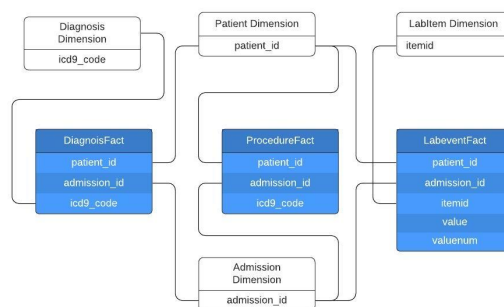 Diagnosis
Dimension
icd9_code
Patient Dimension
patient_id
LabItem Dimension
itemid
DiagnoisFact
patient_id
admission_id
icd9_code
ProcedureFact
patient_id
admission_id
icd9_code
LabeventFact
patient_id
admission_id
itemid
value
valuenum
Admission
Dimension
admission_id